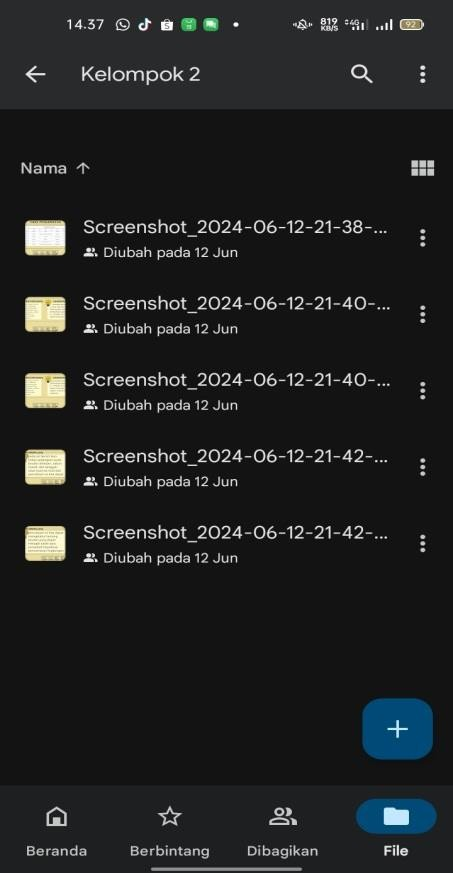 14.37 819 KB/S 4G 92
Kelompok 2
Nama
Screenshot_2024-06-12-21-38-...
Diubah pada 12 Jun
Screenshot_2024-06-12-21-40-...
Diubah pada 12 Jun
Screenshot_2024-06-12-21-40-...
Diubah pada 12 Jun
Screenshot_2024-06-12-21-42-...
Diubah pada 12 Jun
Screenshot_2024-06-12-21-42-...
Diubah pada 12 Jun
Beranda Berbintang Dibagikan File